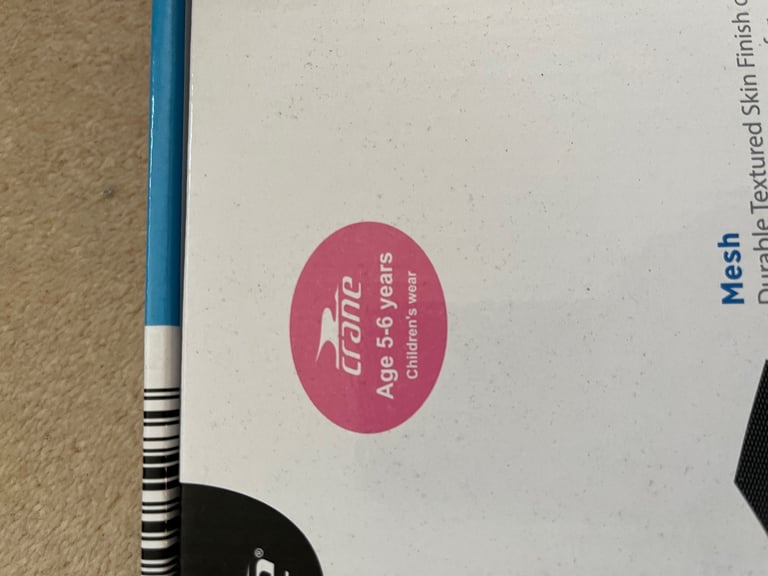 crane
Age 5-6 years
Children's wear
Mesh
Durable Textured Skin Finish